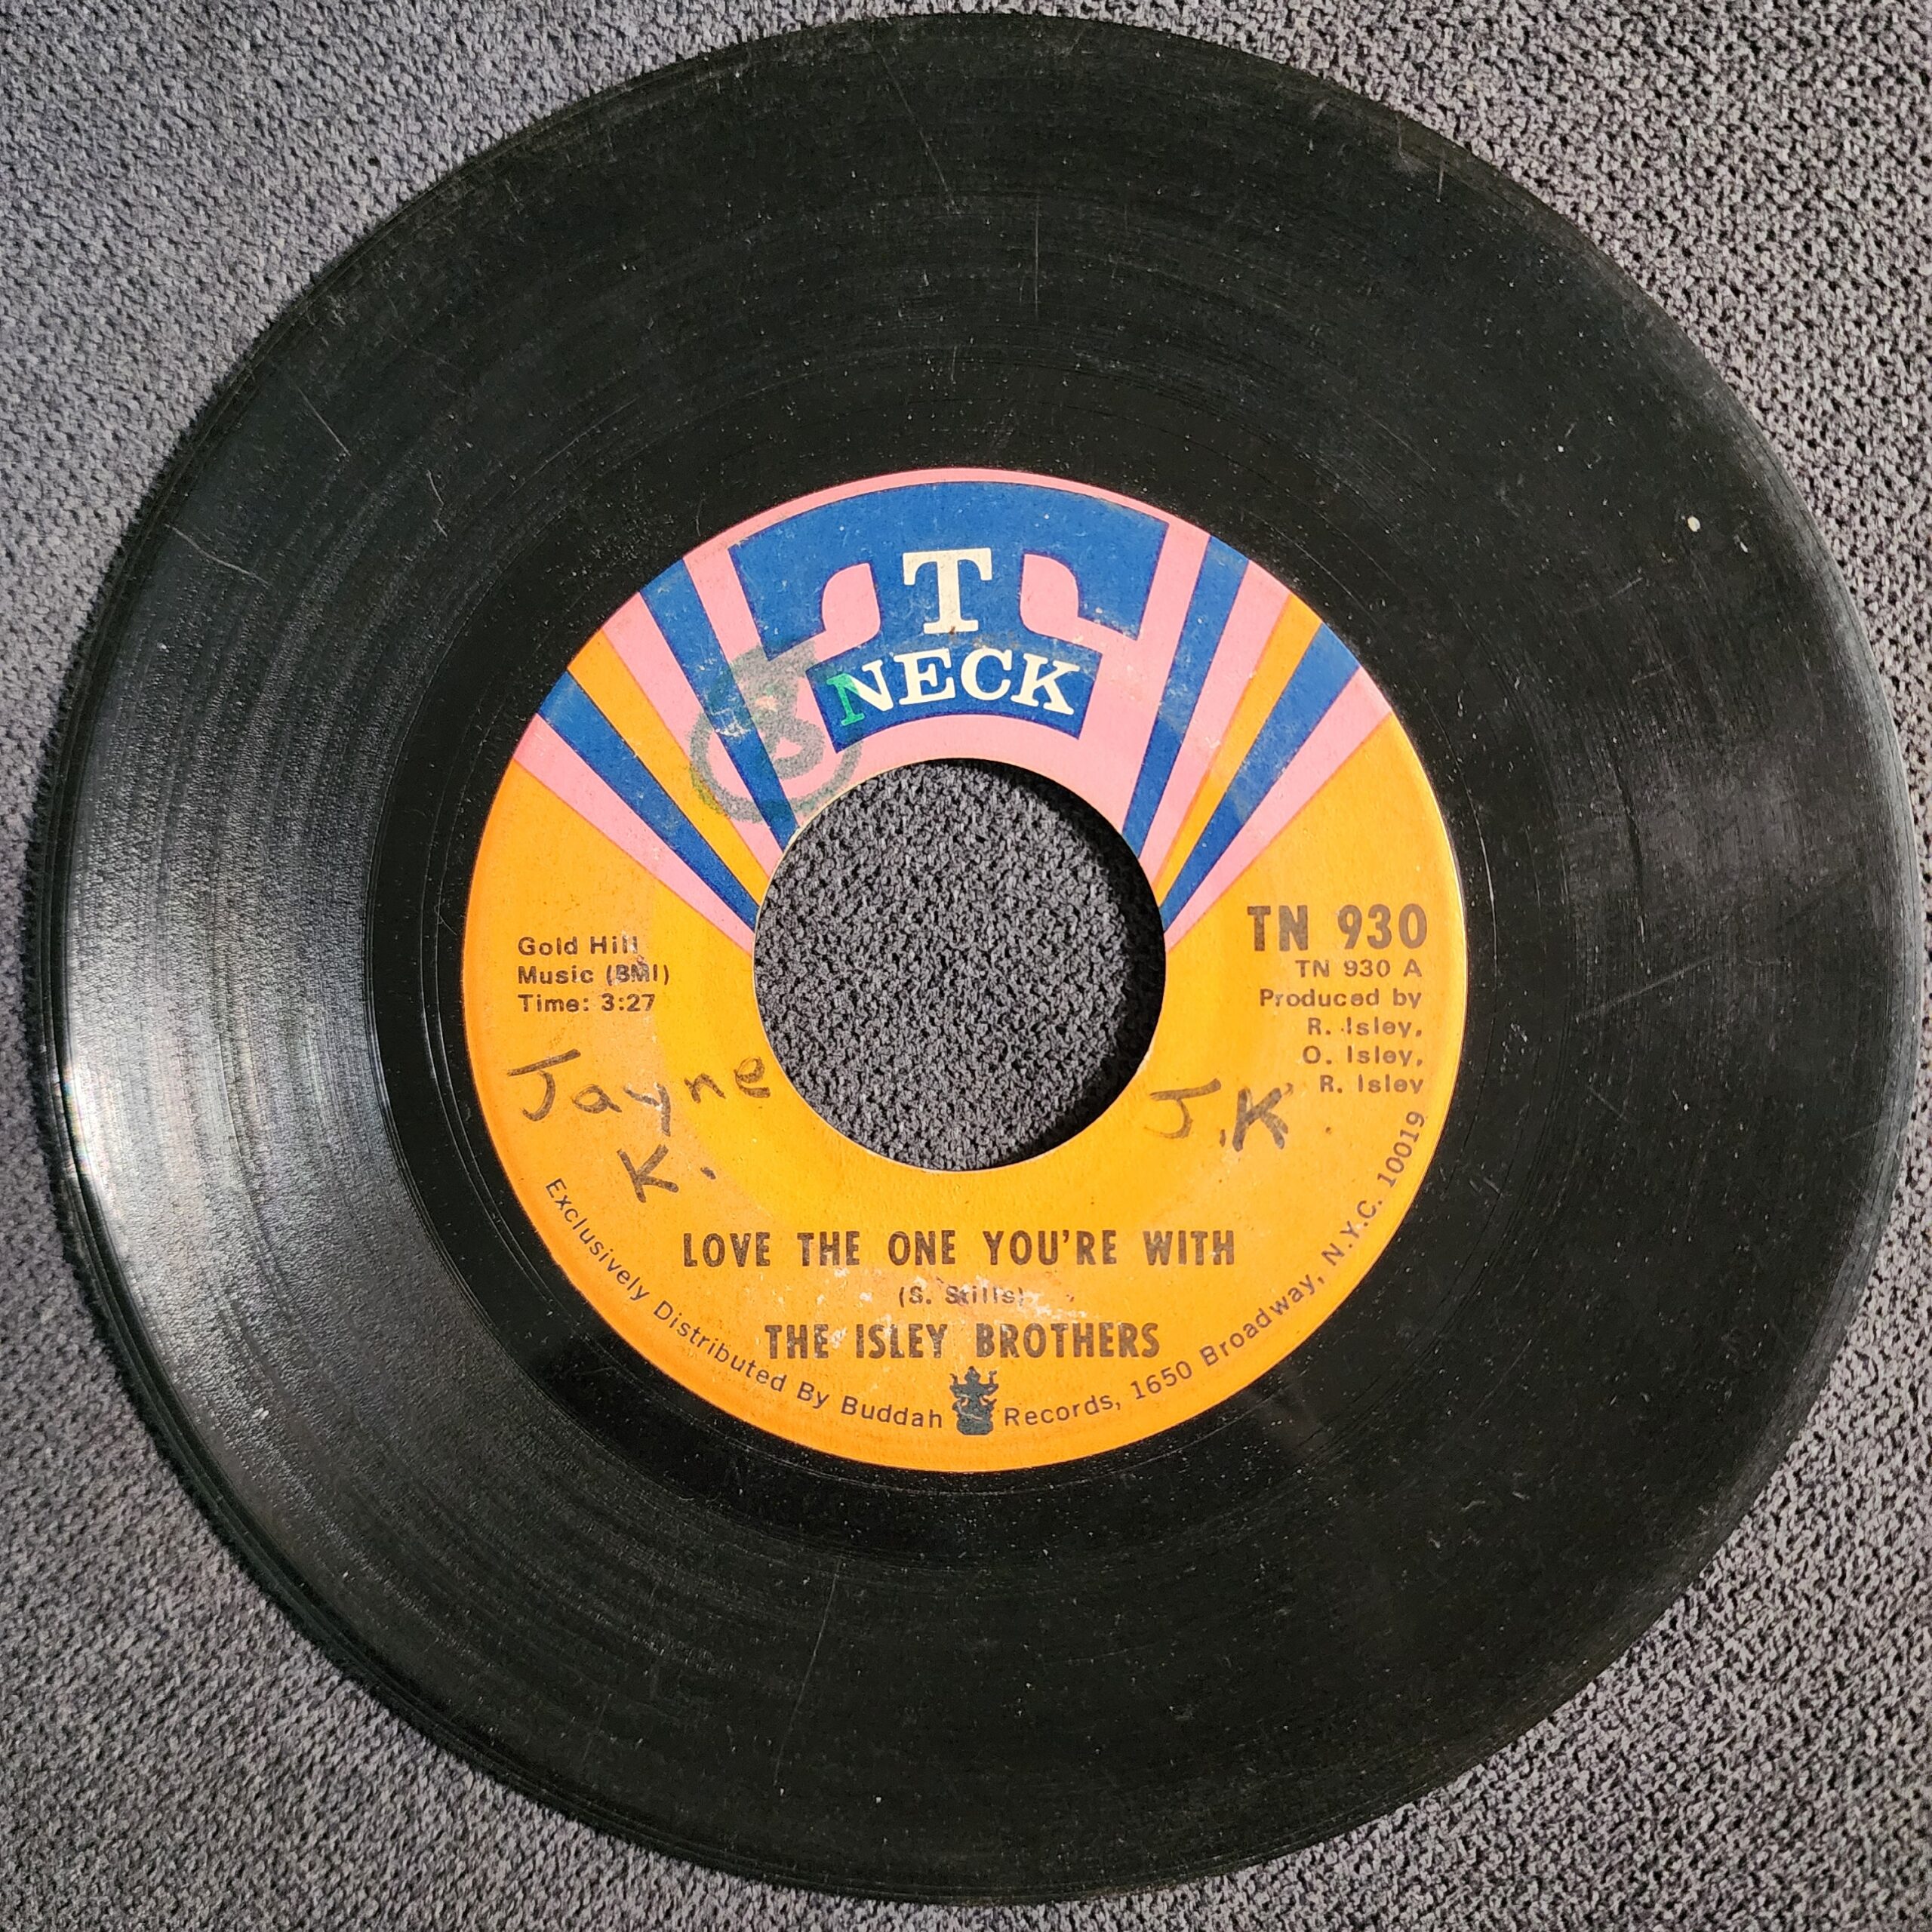 T
NECK
Gold Hill
Music (BMI)
Time: 3:27
TN 930
TN 930 A
Produced by
R. Isley,
O. Isley,
R. Isley
Jayne
K.
J.K.
LOVE THE ONE YOU'RE WITH
(S. Stills)
THE ISLEY BROTHERS
Exclusively Distributed By Buddah Records, 1650 Broadway, N.Y.C. 10019